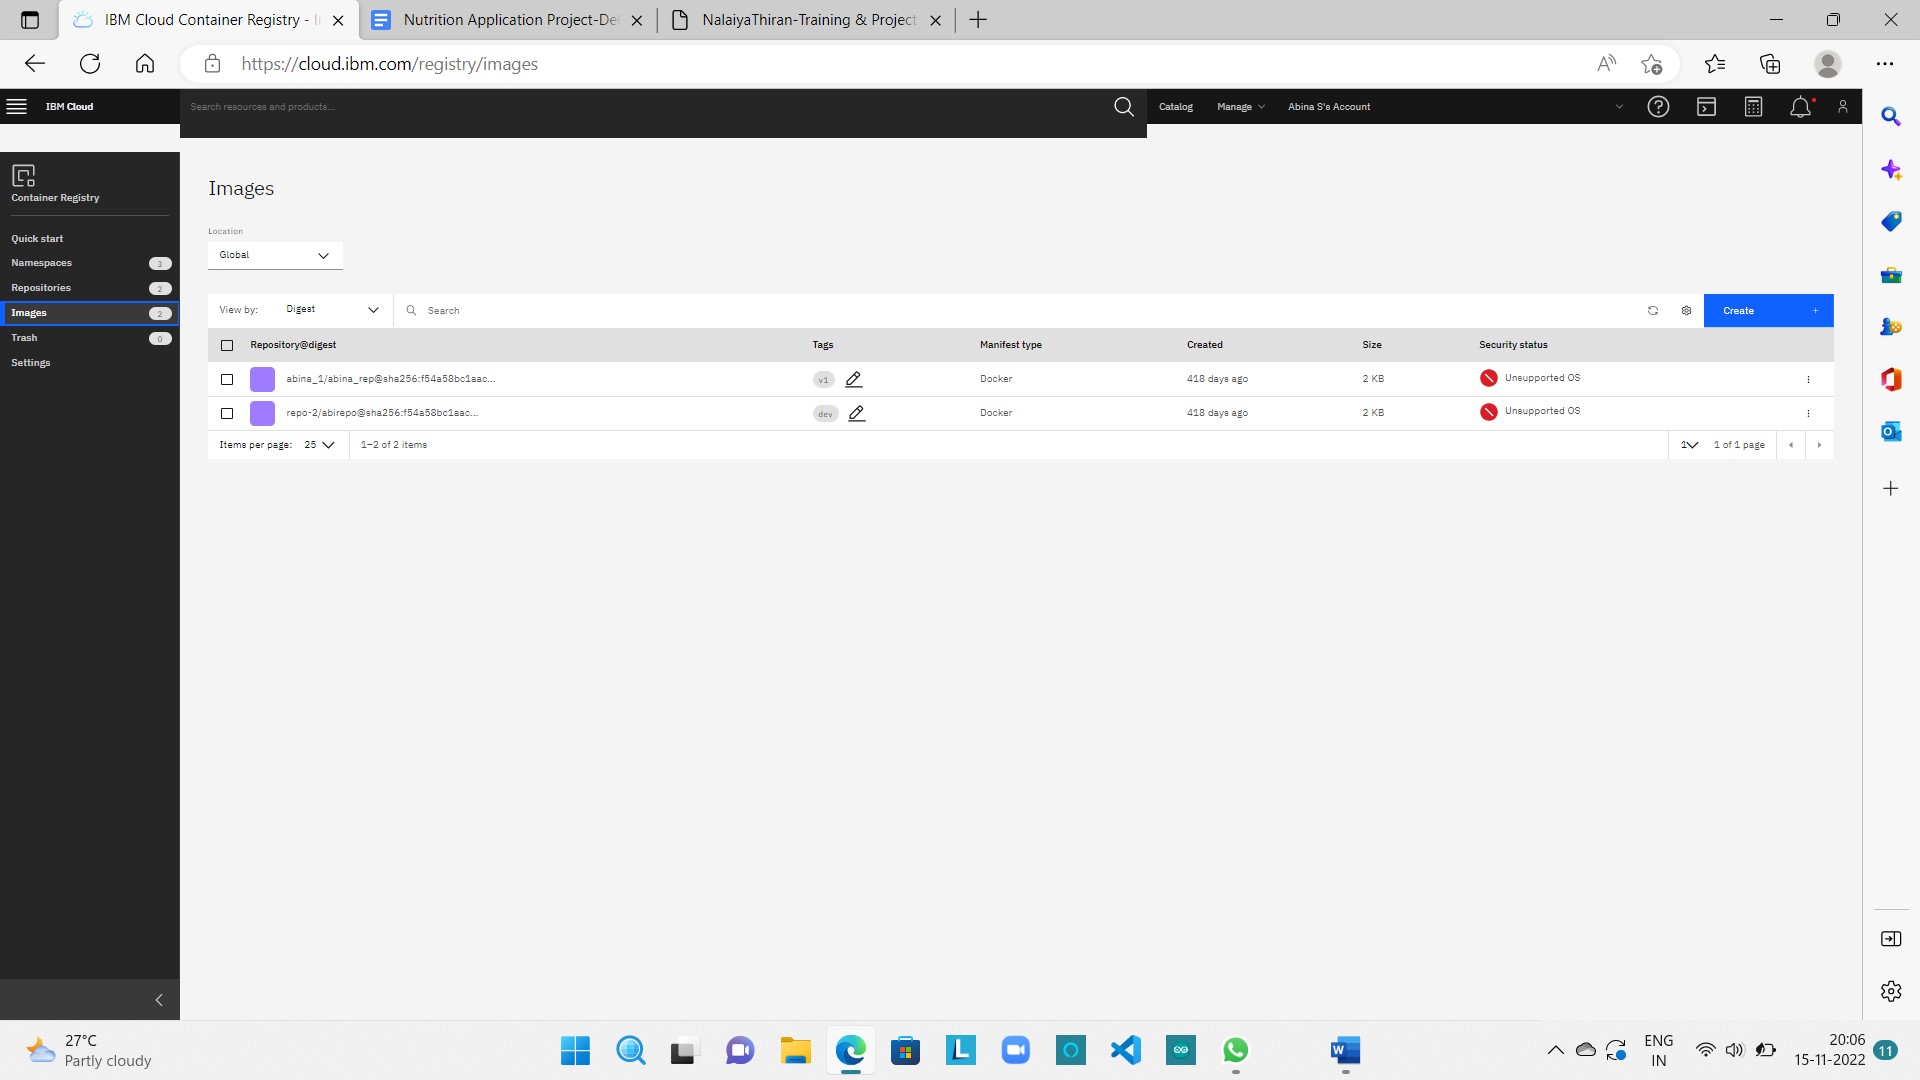 IBM Cloud Container Registry - I
Nutrition Application Project-Del
NalaiyaThiran-Training & Project
https://cloud.ibm.com/registry/images
IBM Cloud
Search resources and products...
Catalog
Manage
Abina S's Account
Container Registry
Quick start
Namespaces 3
Repositories 2
Images 2
Trash 0
Settings
Images
Location
Global
View by: Digest
Search
Create +
Repository@digest Tags Manifest type Created Size Security status
abina_1/abina_rep@sha256:f54a58bc1aac... v1 Docker 418 days ago 2 KB Unsupported OS
repo-2/abirepo@sha256:f54a58bc1aac... dev Docker 418 days ago 2 KB Unsupported OS
Items per page: 25 1–2 of 2 items 1 1 of 1 page
27°C
Partly cloudy
ENG
IN
20:06
15-11-2022
11